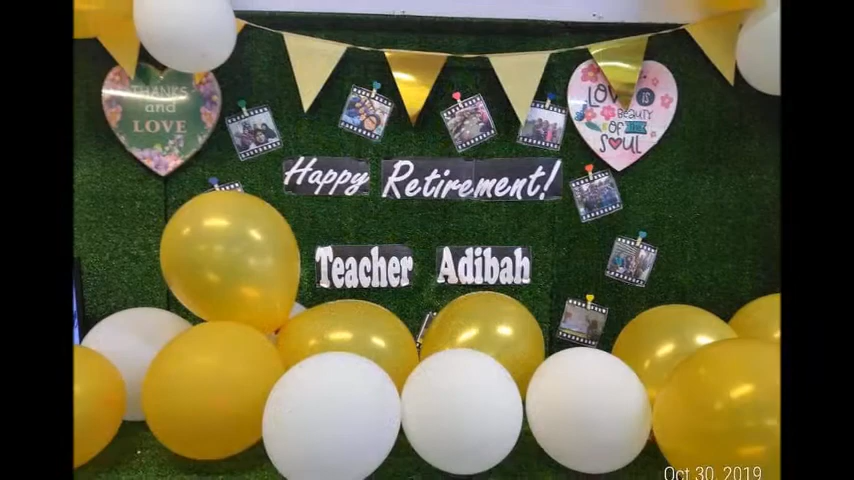 THANKS
and
LOVE
LOVE IS
BEAUTY
OF THE
SOUL
Happy Retirement!
Teacher Adibah
Oct 30, 2019